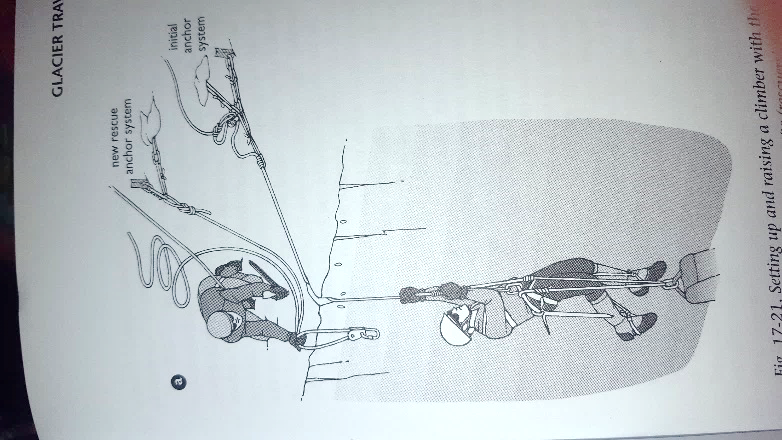 GLACIER TRAV
initial
anchor
system
new rescue
anchor system
a
Fig. 17-21. Setting up and raising a climber with the